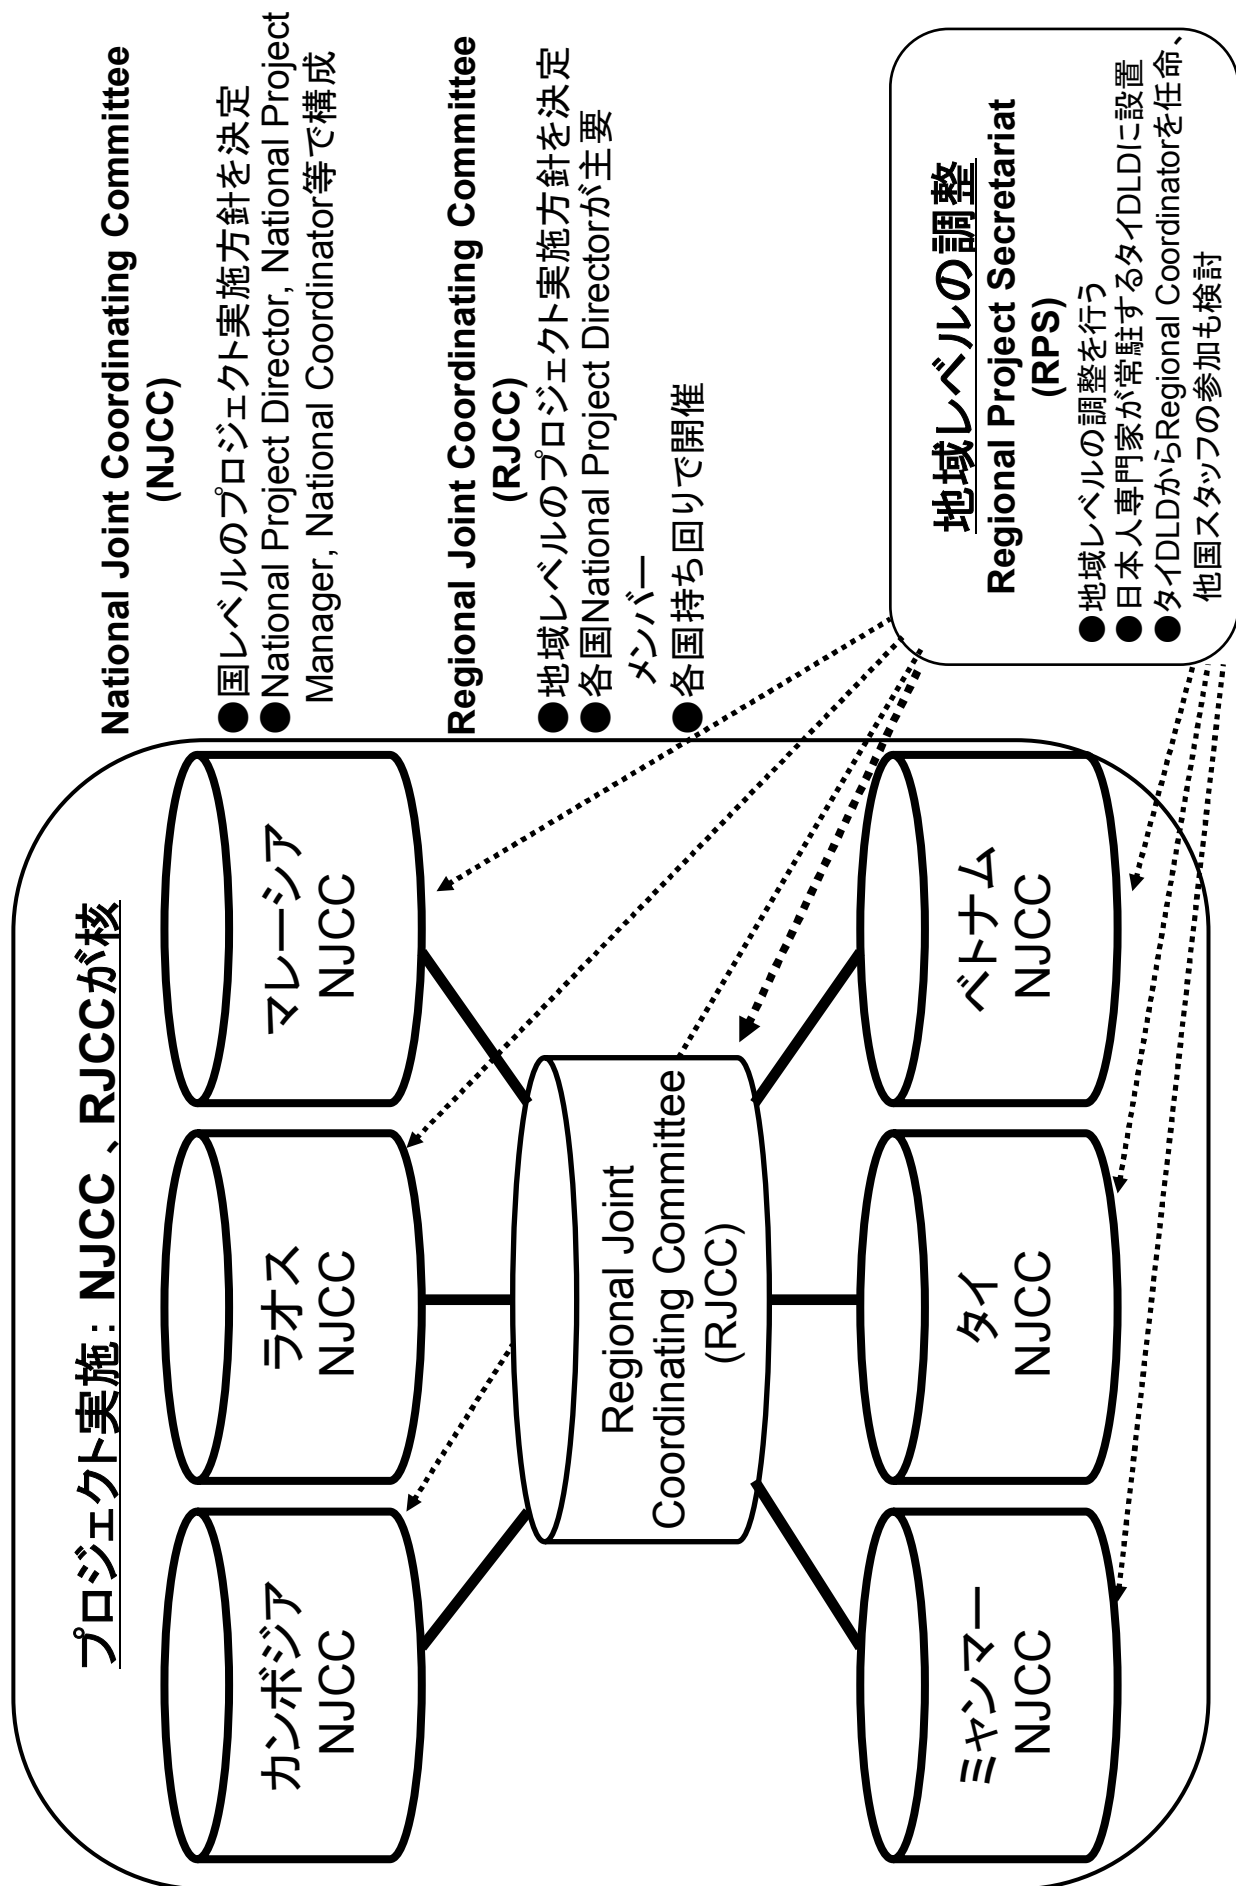 プロジェクト実施：NJCC、RJCCが核
カンボジア
NJCC
ラオス
NJCC
マレーシア
NJCC
Regional Joint
Coordinating Committee
(RJCC)
ミャンマー
NJCC
タイ
NJCC
ベトナム
NJCC
National Joint Coordinating Committee
(NJCC)
●国レベルのプロジェクト実施方針を決定
●National Project Director, National Project
Manager, National Coordinator等で構成
Regional Joint Coordinating Committee
(RJCC)
●地域レベルのプロジェクト実施方針を決定
●各国National Project Directorが主要
メンバー
●各国持ち回りで開催
地域レベルの調整
Regional Project Secretariat
(RPS)
●地域レベルの調整を行う
●日本人専門家が常駐するタイDLDに設置
●タイDLDからRegional Coordinatorを任命、
他国スタッフの参加も検討